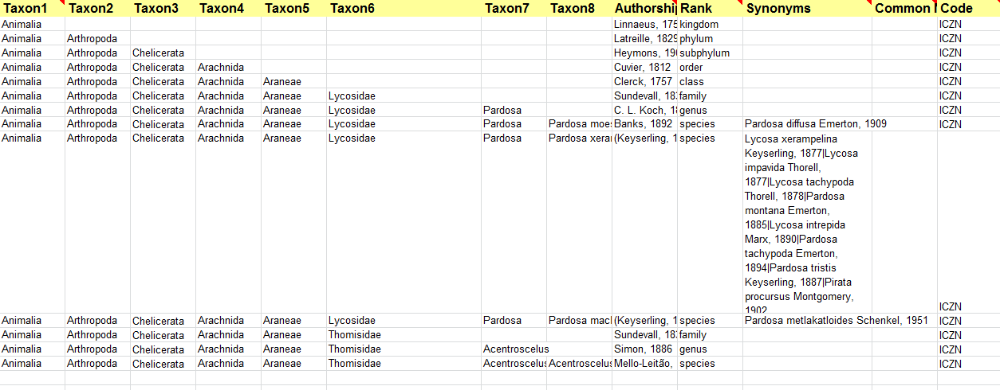 Taxon1 Taxon2 Taxon3 Taxon4 Taxon5 Taxon6 Taxon7 Taxon8 Authorshi Rank Synonyms Common Code
Animalia Linnaeus, 175 kingdom ICZN
Animalia Arthropoda Latreille, 1829 phylum ICZN
Animalia Arthropoda Chelicerata Heymons, 190 subphylum ICZN
Animalia Arthropoda Chelicerata Arachnida Cuvier, 1812 order ICZN
Animalia Arthropoda Chelicerata Arachnida Araneae Clerck, 1757 class ICZN
Animalia Arthropoda Chelicerata Arachnida Araneae Lycosidae Sundevall, 183 family ICZN
Animalia Arthropoda Chelicerata Arachnida Araneae Lycosidae Pardosa C. L. Koch, 18 genus ICZN
Animalia Arthropoda Chelicerata Arachnida Araneae Lycosidae Pardosa Pardosa moes Banks, 1892 species Pardosa diffusa Emerton, 1909 ICZN
Animalia Arthropoda Chelicerata Arachnida Araneae Lycosidae Pardosa Pardosa xerar (Keyserling, 1 species Lycosa xerampelina
Keyserling, 1877|Lycosa
impavida Thorell,
1877|Lycosa tachypoda
Thorell, 1878|Pardosa
montana Emerton,
1885|Lycosa intrepida
Marx, 1890|Pardosa
tachypoda Emerton,
1894|Pardosa tristis
Keyserling, 1887|Pirata
procursus Montgomery,
1902 ICZN
Animalia Arthropoda Chelicerata Arachnida Araneae Lycosidae Pardosa Pardosa macl (Keyserling, 1 species Pardosa metlakatloides Schenkel, 1951 ICZN
Animalia Arthropoda Chelicerata Arachnida Araneae Thomisidae Sundevall, 183 family ICZN
Animalia Arthropoda Chelicerata Arachnida Araneae Thomisidae Acentroscelus Simon, 1886 genus ICZN
Animalia Arthropoda Chelicerata Arachnida Araneae Thomisidae Acentroscelus Acentroscelus Mello-Leitão, species ICZN